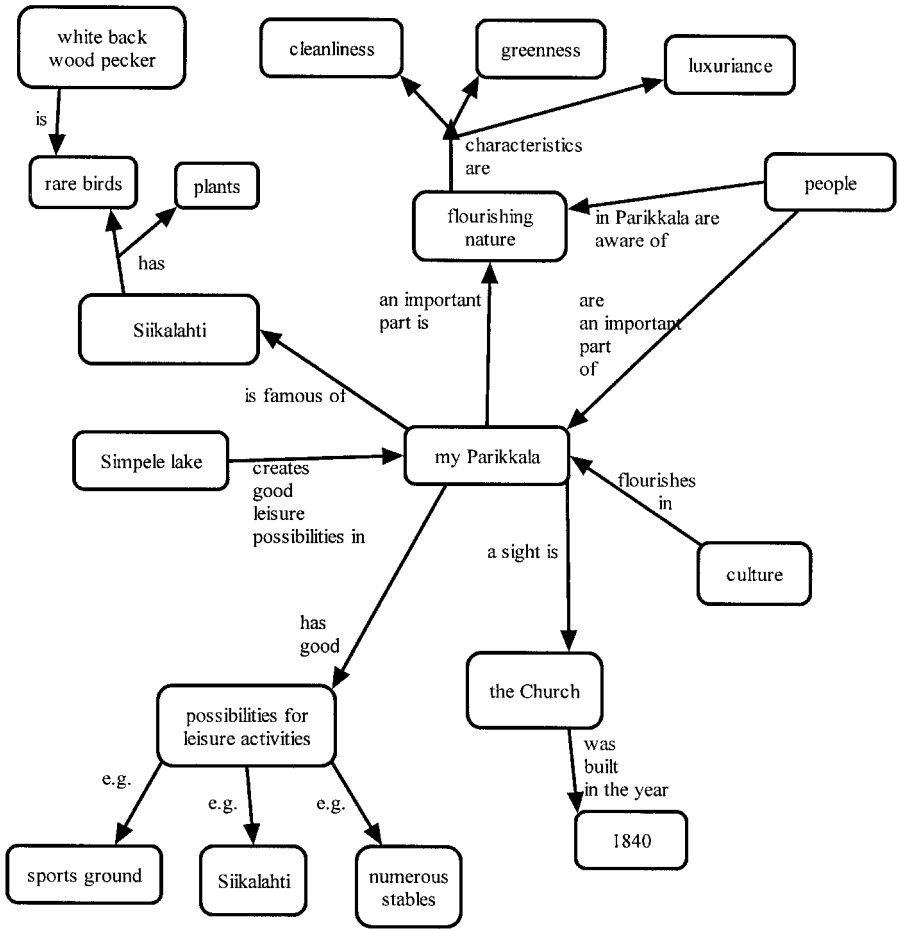 white back
wood pecker
cleanliness
greenness
luxuriance
is
characteristics
are
rare birds
plants
people
flourishing
nature
in Parikkala are
aware of
has
an important
part is
are
an important
part
of
Siikalahti
is famous of
Simpele lake
creates
good
leisure
possibilities in
my Parikkala
flourishes
in
a sight is
culture
has
good
the Church
possibilities for
leisure activities
was
built
in the year
e.g.
e.g.
e.g.
1840
sports ground
Siikalahti
numerous
stables